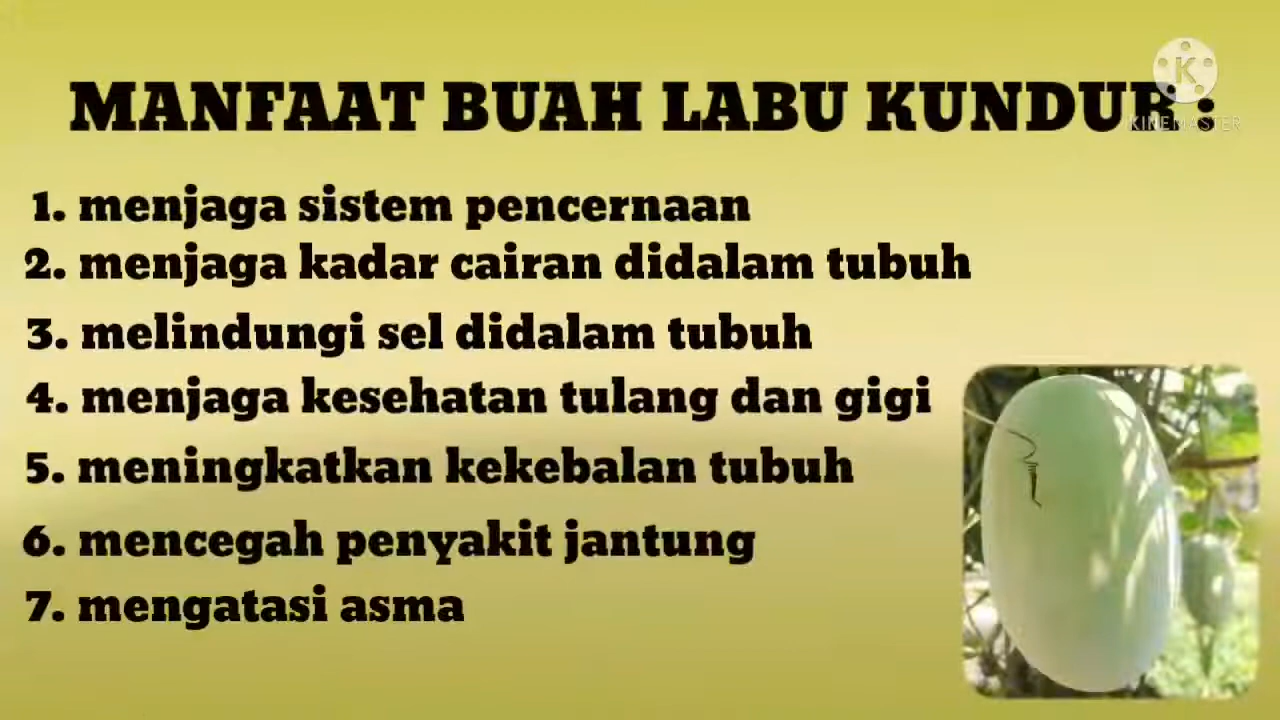 MANFAAT BUAH LABU KUNDUR :
KINEMASTER
1. menjaga sistem pencernaan
2. menjaga kadar cairan didalam tubuh
3. melindungi sel didalam tubuh
4. menjaga kesehatan tulang dan gigi
5. meningkatkan kekebalan tubuh
6. mencegah penyakit jantung
7. mengatasi asma